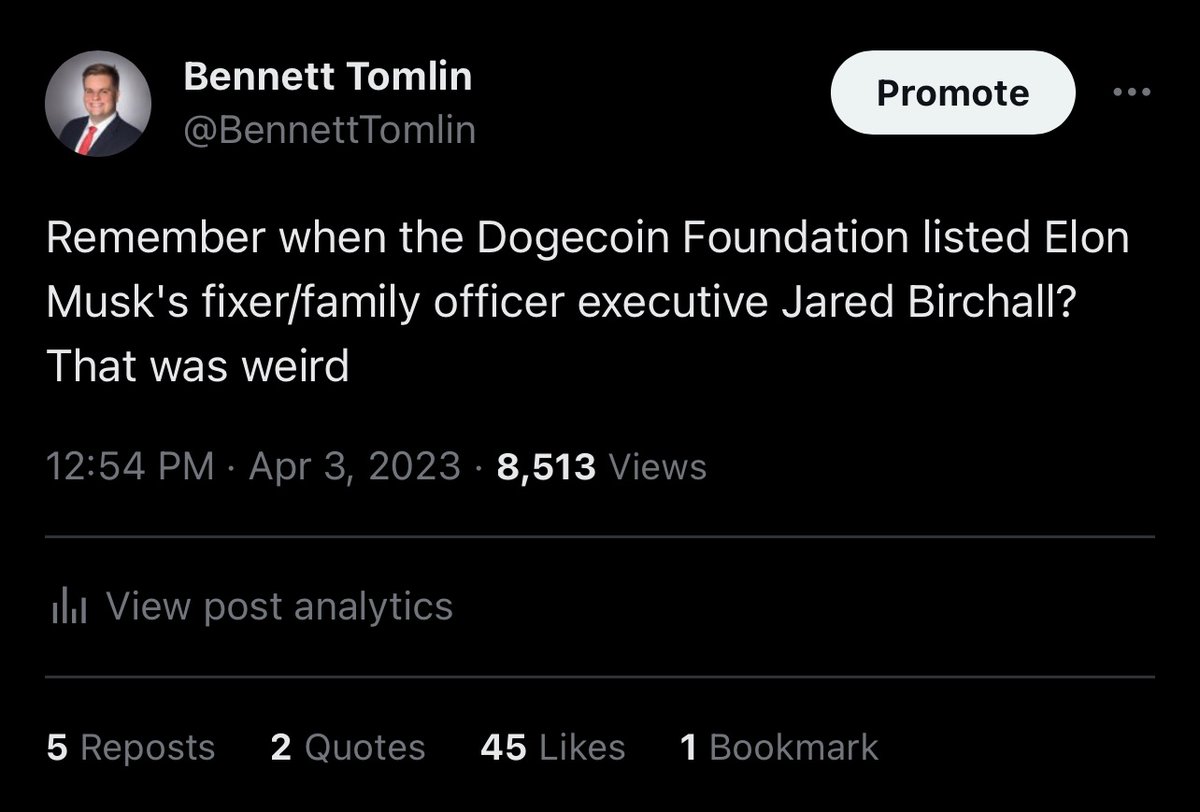 Bennett Tomlin
@BennettTomlin
Promote
Remember when the Dogecoin Foundation listed Elon
Musk's fixer/family officer executive Jared Birchall?
That was weird
12:54 PM · Apr 3, 2023 · 8,513 Views
View post analytics
5 Reposts 2 Quotes 45 Likes 1 Bookmark